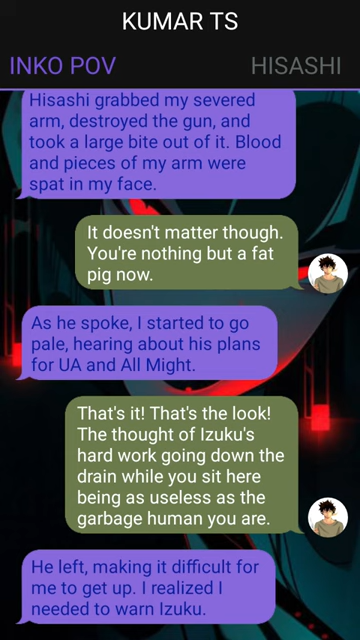 KUMAR TS
INKO POV
HISASHI
Hisashi grabbed my severed
arm, destroyed the gun, and
took a large bite out of it. Blood
and pieces of my arm were
spat in my face.
It doesn't matter though.
You're nothing but a fat
pig now.
As he spoke, I started to go
pale, hearing about his plans
for UA and All Might.
That's it! That's the look!
The thought of Izuku's
hard work going down the
drain while you sit here
being as useless as the
garbage human you are.
He left, making it difficult for
me to get up. I realized I
needed to warn Izuku.